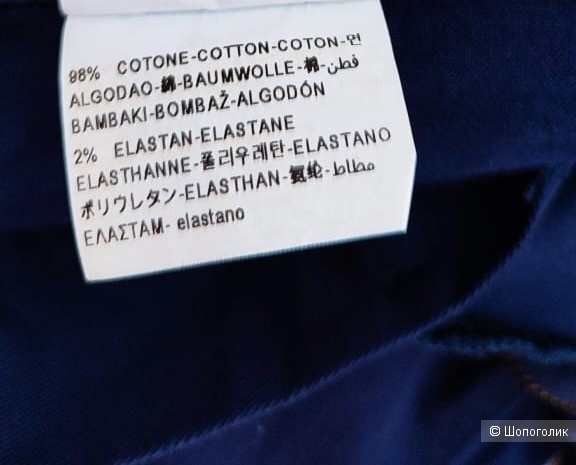 98% COTONE-COTTON-COTON-면
ALGODAO-綿-BAUMWOLLE-棉-قطن
BAMBAKI-BOMBAŽ-ALGODÓN
2% ELASTAN-ELASTANE
ELASTHANNE-폴리우레탄-ELASTANO
ポリウレタン-ELASTHAN-氨纶-مطاط
ΕΛΑΣΤΑΜ- elastano
© Шопоголик